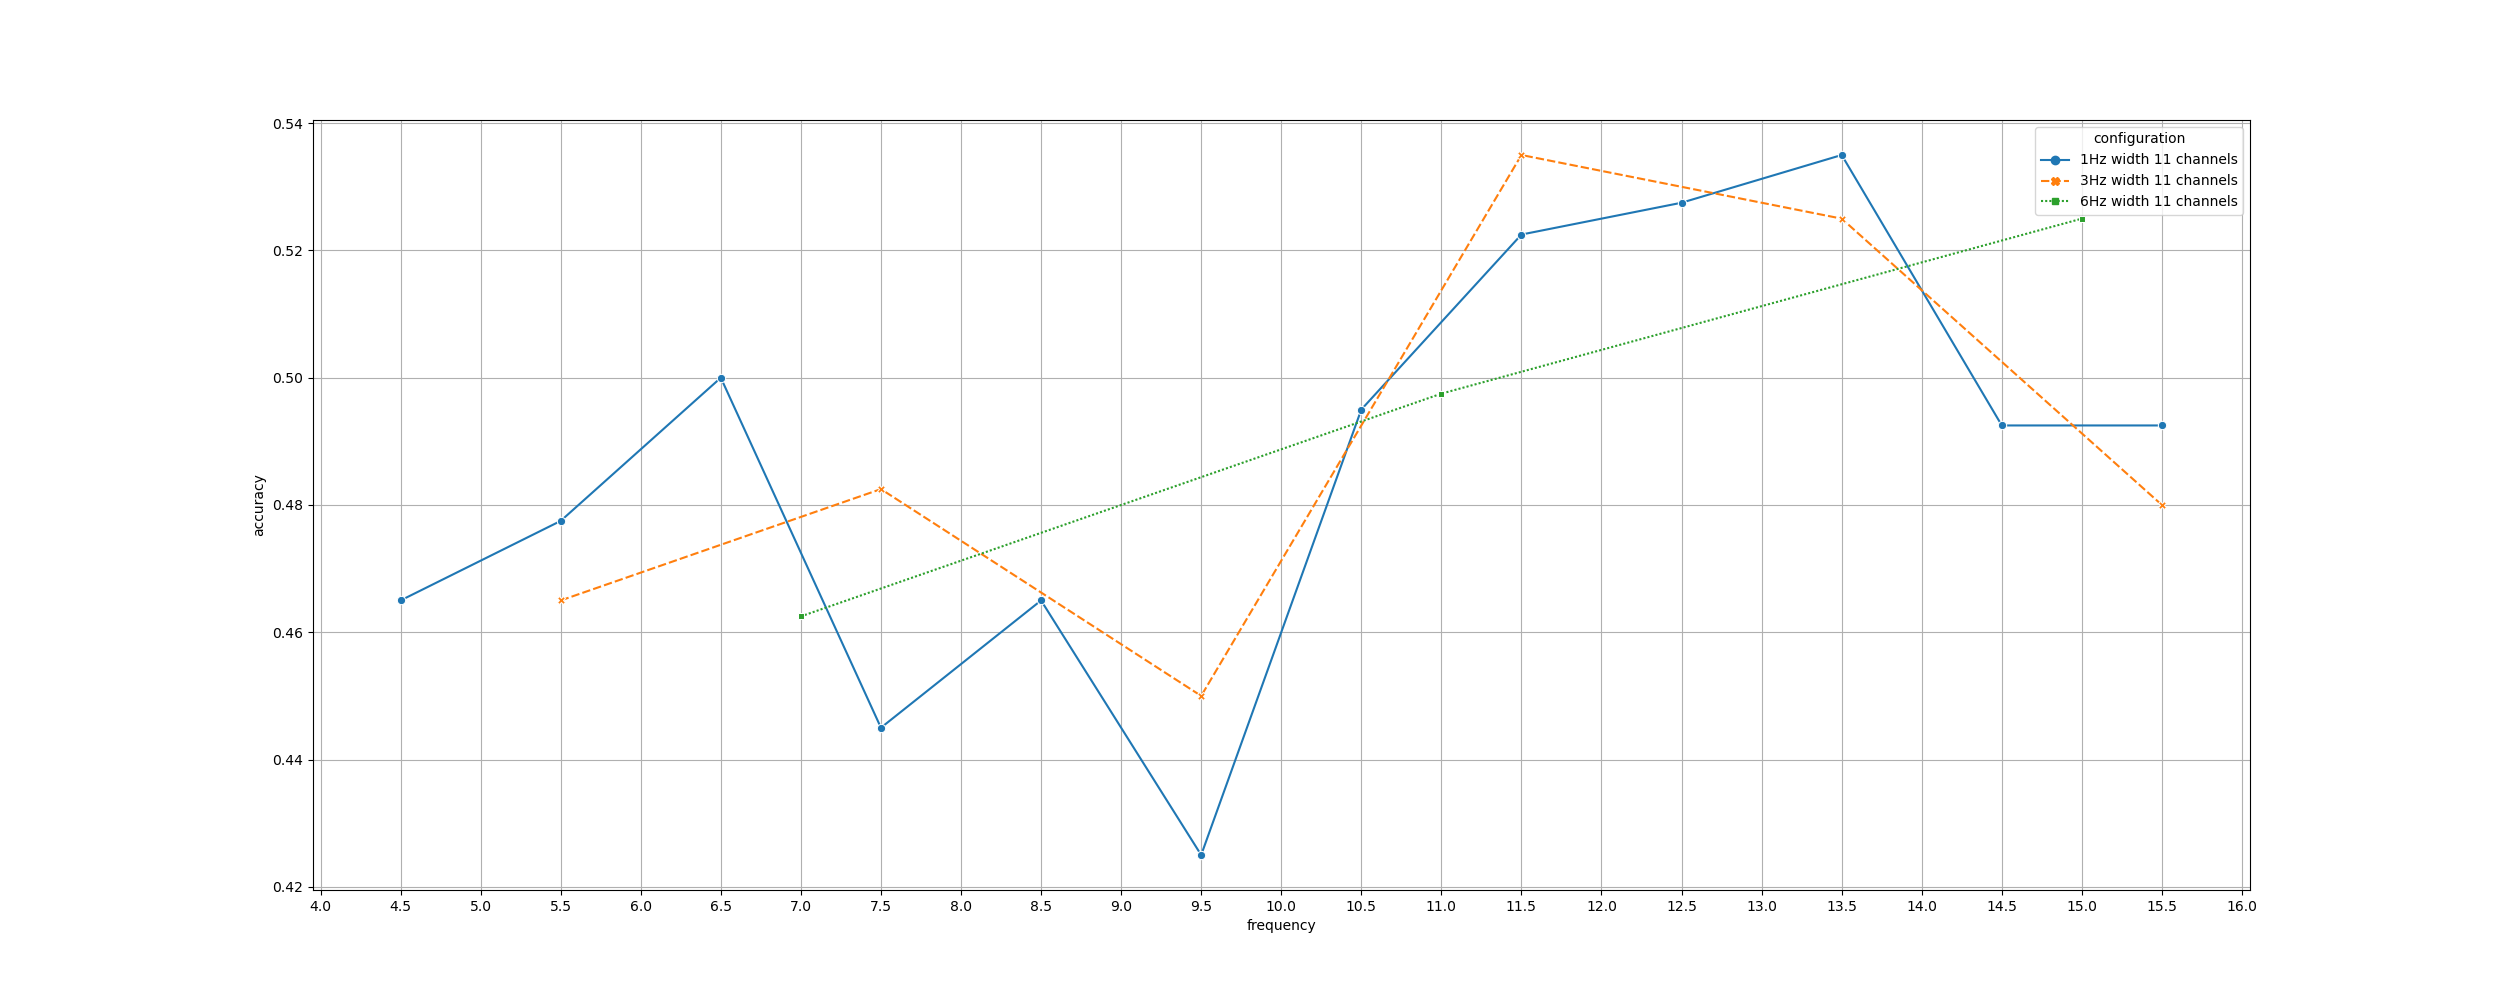 configuration
1Hz width 11 channels
3Hz width 11 channels
6Hz width 11 channels
0.54
0.52
0.50
0.48
0.46
0.44
0.42
accuracy
4.0 4.5 5.0 5.5 6.0 6.5 7.0 7.5 8.0 8.5 9.0 9.5 10.0 10.5 11.0 11.5 12.0 12.5 13.0 13.5 14.0 14.5 15.0 15.5 16.0
frequency